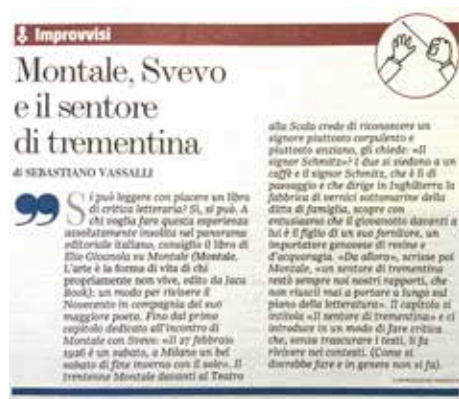 Improvvisi
Montale, Svevo
e il sentore
di trementina
di SEBASTIANO VASSALLI
Si può leggere con piacere un libro
di critica letteraria? Sì, si può. A
chi voglia fare questa esperienza
assolutamente insolita nel panorama
editoriale italiano, consiglio il libro di
Elio Gioanola su Montale (Montale.
L'arte è la forma di vita di chi
propriamente non vive, edito da Jaca
Book): un modo per rivivere il
Novecento in compagnia del suo
maggiore poeta. Fino dal primo
capitolo dedicato all'incontro di
Montale con Svevo: «Il 27 febbraio
1926 è un sabato, a Milano un bel
sabato di fine inverno con il sole». Il
trentenne Montale davanti al Teatro
alla Scala crede di riconoscere un
signore piuttosto corpulento e
piuttosto anziano, gli chiede: «Il
signor Schmitz»? I due si siedono a un
caffè e il signor Schmitz, che è lì di
passaggio e che dirige in Inghilterra la
fabbrica di vernici sottomarine della
ditta di famiglia, scopre con
entusiasmo che il giovanotto davanti a
lui è il figlio di un suo fornitore, un
importatore genovese di resine e
d'acquaragia. «Da allora», scrisse poi
Montale, «un sentore di trementina
restò sempre nei nostri rapporti, che
non riuscii mai a portare a lungo sul
piano della letteratura». Il capitolo si
intitola «Il sentore di trementina» e ci
introduce in un modo di fare critica
che, senza trascurare i testi, li fa
rivivere nei contesti. (Come si
dovrebbe fare e in genere non si fa).